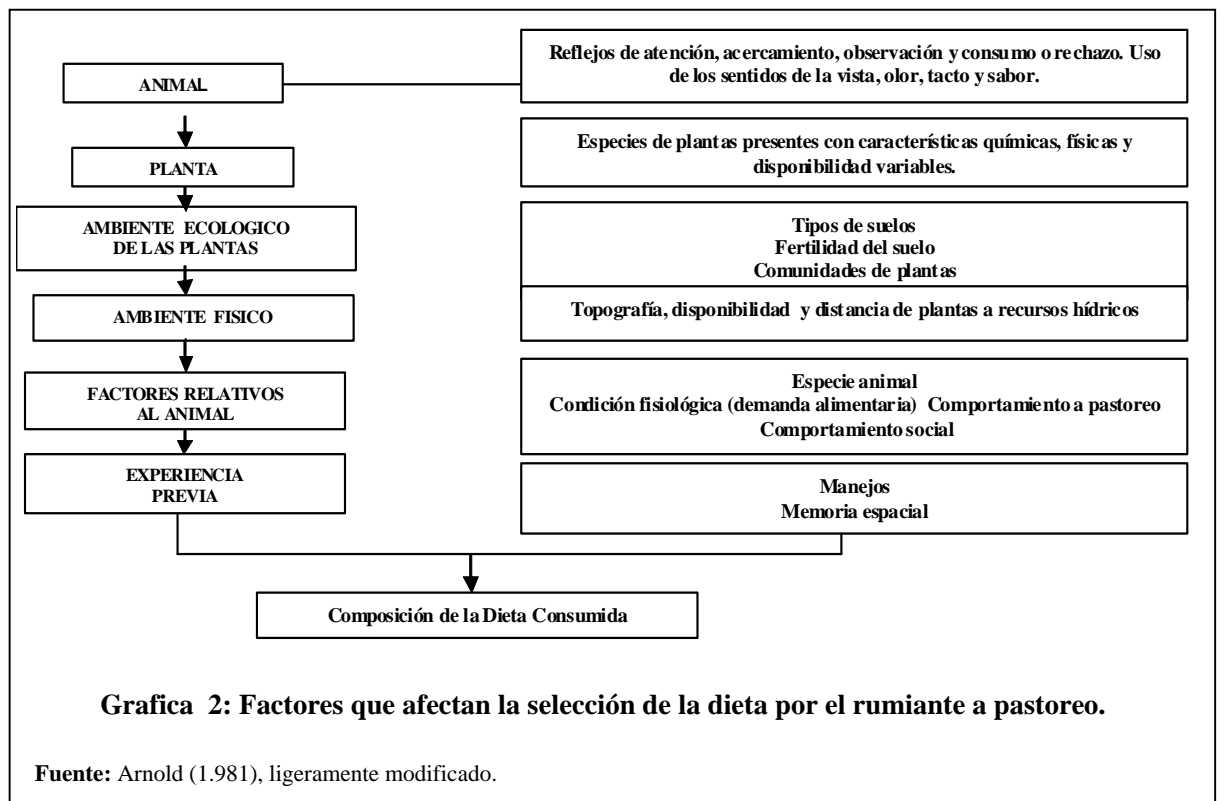 ANIMAL
Reflejos de atención, acercamiento, observación y consumo o rechazo. Uso
de los sentidos de la vista, olor, tacto y sabor.
PLANTA
Especies de plantas presentes con características químicas, físicas y
disponibilidad variables.
AMBIENTE ECOLOGICO
DE LAS PLANTAS
Tipos de suelos
Fertilidad del suelo
Comunidades de plantas
AMBIENTE FISICO
Topografía, disponibilidad y distancia de plantas a recursos hídricos
FACTORES RELATIVOS
AL ANIMAL
Especie animal
Condición fisiológica (demanda alimentaria) Comportamiento a pastoreo
Comportamiento social
EXPERIENCIA
PREVIA
Manejos
Memoria espacial
Composición de la Dieta Consumida
Grafica 2: Factores que afectan la selección de la dieta por el rumiante a pastoreo.
Fuente: Arnold (1.981), ligeramente modificado.